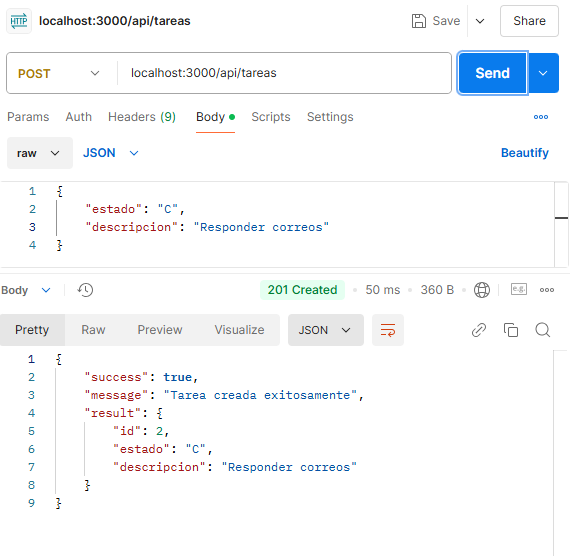 HTTP localhost:3000/api/tareas Save Share
POST localhost:3000/api/tareas Send
Params Auth Headers (9) Body Scripts Settings
raw JSON Beautify
1 {
2 "estado": "C",
3 "descripcion": "Responder correos"
4 }
Body 201 Created 50 ms 360 B e.g.
Pretty Raw Preview Visualize JSON
1 {
2 "success": true,
3 "message": "Tarea creada exitosamente",
4 "result": {
5 "id": 2,
6 "estado": "C",
7 "descripcion": "Responder correos"
8 }
9 }